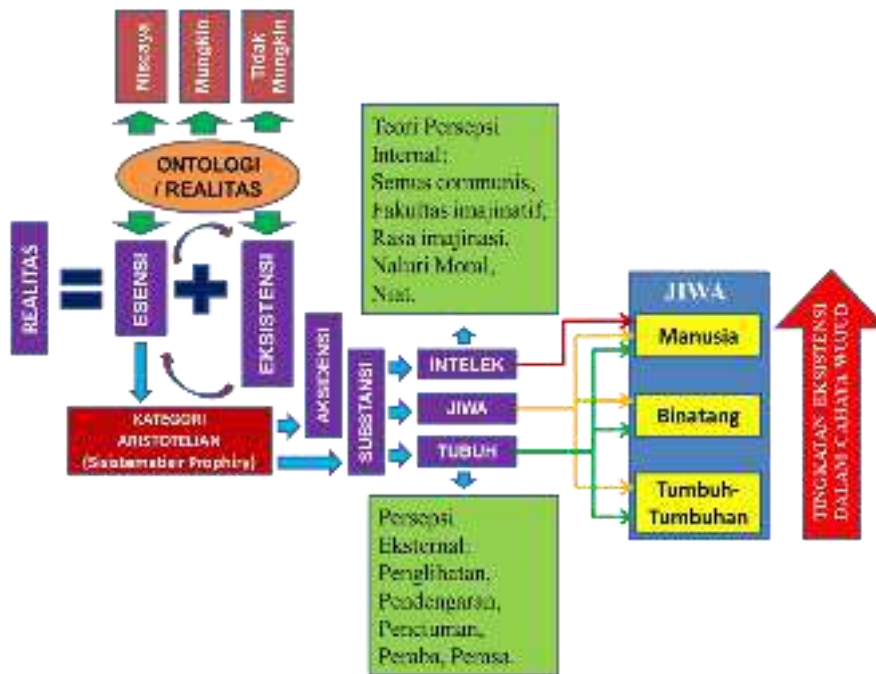 Niscaya
Mungkin
Tidak
Mungkin
ONTOLOGI
/ REALITAS
REALITAS
ESENSI
EKSISTENSI
KATEGORI
ARISTOTELIAN
AKSIDENSI
SUBSTANSI
INTELEK
JIWA
TUBUH
Teori Persepsi
Internal:
communis,
Fakultas imajinatif,
Rasa imajinasi,
Naluri Moral,
Persepsi
Eksternal:
Penglihatan,
Pendengaran,
Penciuman,
Peraba, Perasa.
JIWA
Manusia
Binatang
Tumbuh-
Tumbuhan
TINGKATAN EKSISTENSI
DALAM CAHAYA WUJUD